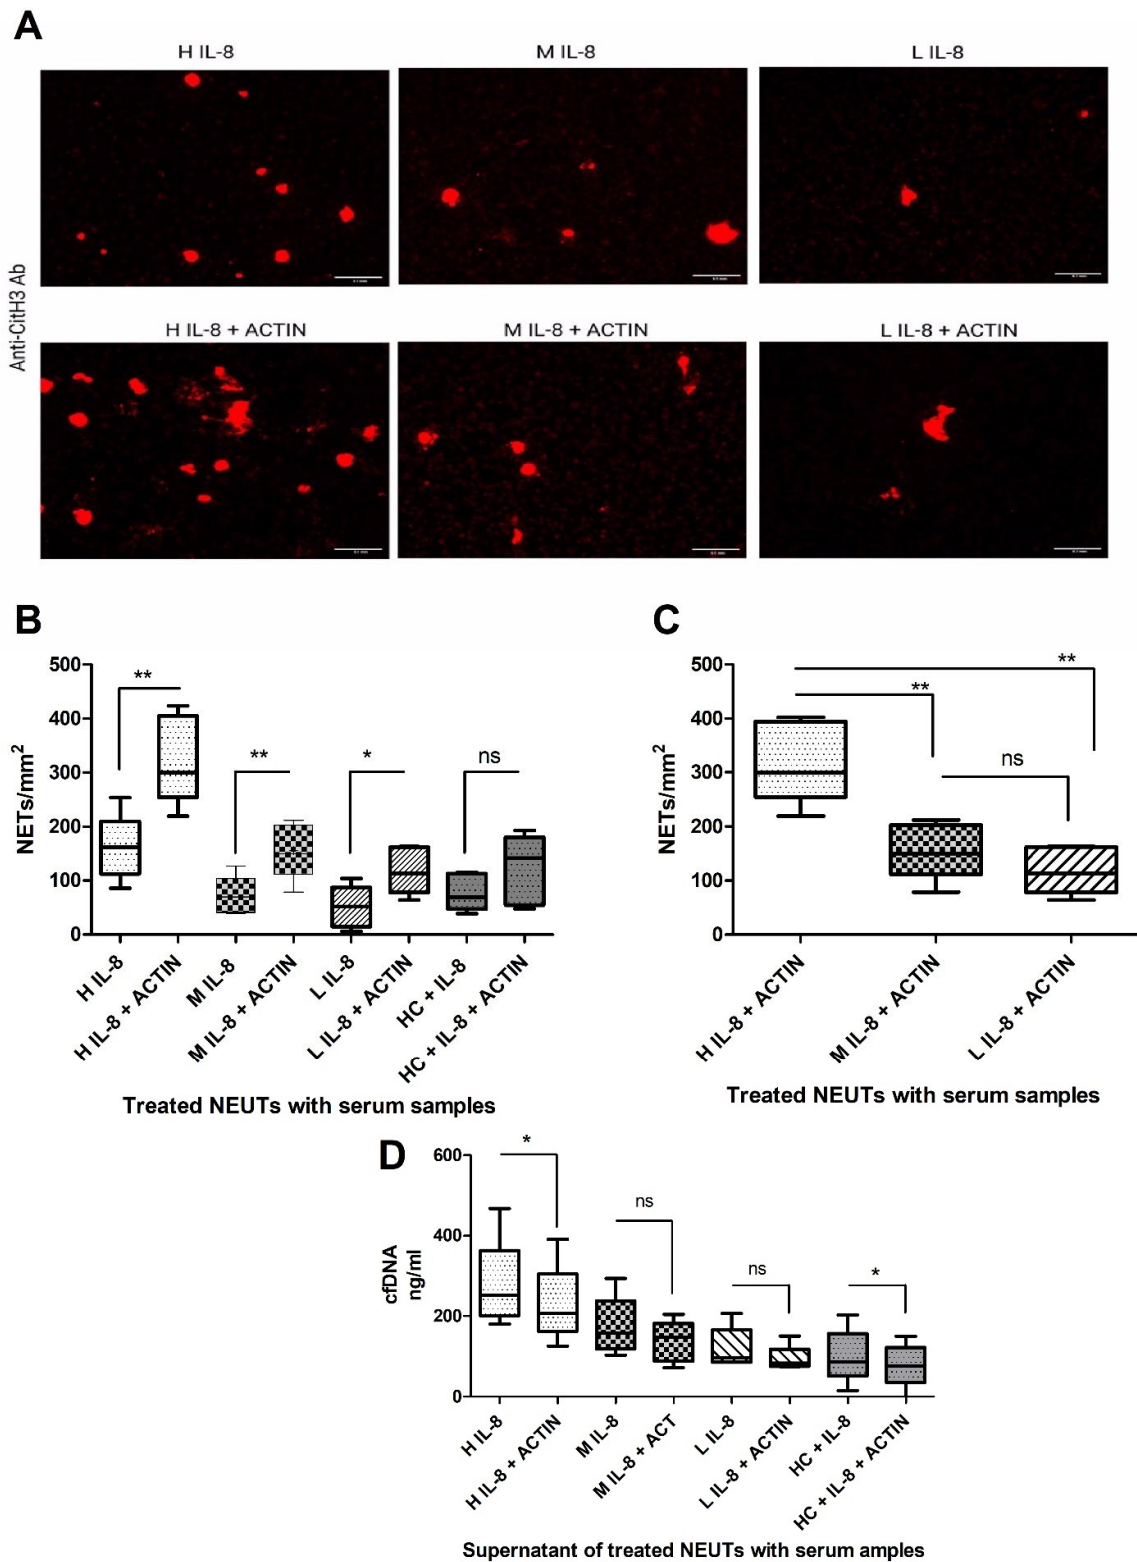 A
H IL-8
M IL-8
L IL-8
Anti-CitH3 Ab
H IL-8 + ACTIN
M IL-8 + ACTIN
L IL-8 + ACTIN
B
NETs/mm²
500
400
300
200
100
0
**
**
*
ns
H IL-8
H IL-8 + ACTIN
M IL-8
M IL-8 + ACTIN
L IL-8
L IL-8 + ACTIN
HC + IL-8
HC + IL-8 + ACTIN
Treated NEUTs with serum samples
C
NETs/mm²
500
400
300
200
100
0
**
**
ns
H IL-8 + ACTIN
M IL-8 + ACTIN
L IL-8 + ACTIN
Treated NEUTs with serum samples
D
cfDNA
ng/ml
600
400
200
0
*
ns
ns
*
H IL-8
H IL-8 + ACTIN
M IL-8
M IL-8 + ACT
L IL-8
L IL-8 + ACTIN
HC + IL-8
HC + IL-8 + ACTIN
Supernatant of treated NEUTs with serum amples